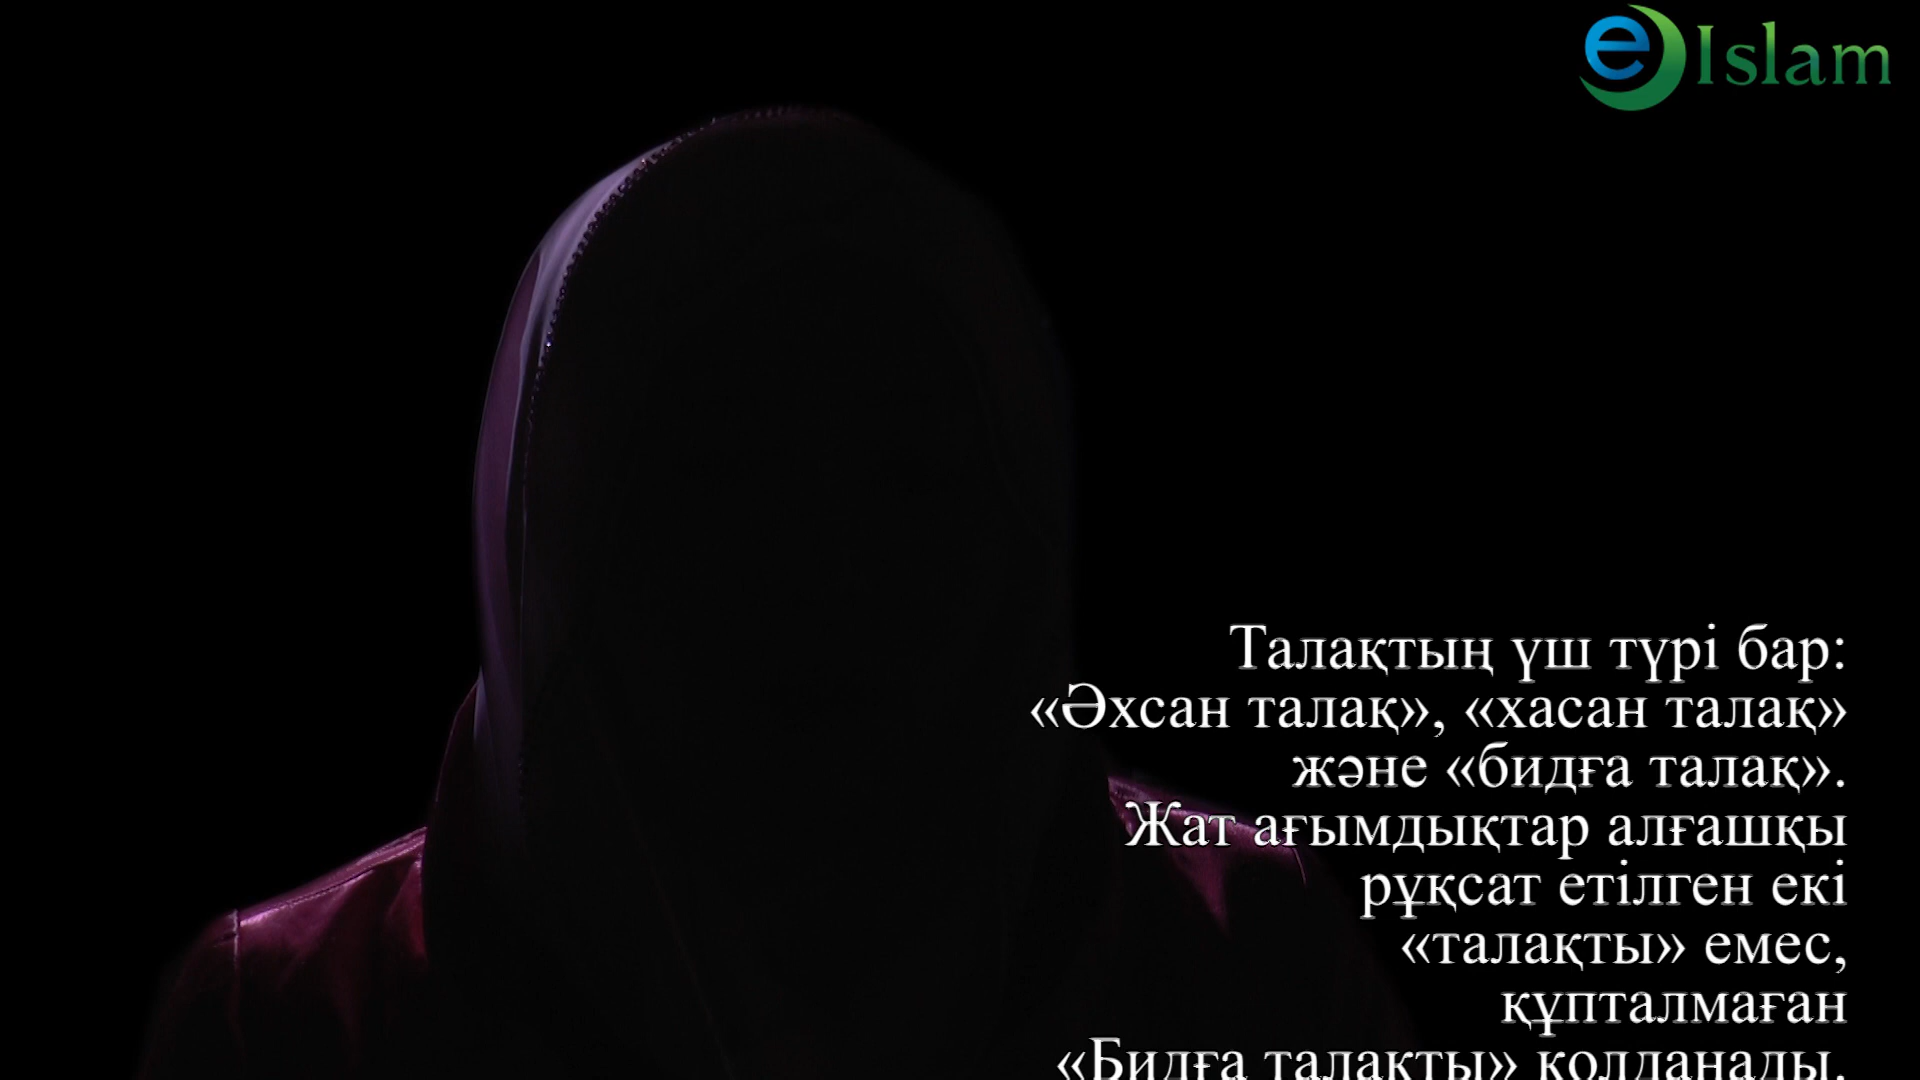 e Islam
Талақтың үш түрі бар:
«Әхсан талақ», «хасан талақ»
және «бидға талақ».
Жат ағымдықтар алғашқы
рұқсат етілген екі
«талақты» емес,
құпталмаған
«Бидға талақты» қолданады.